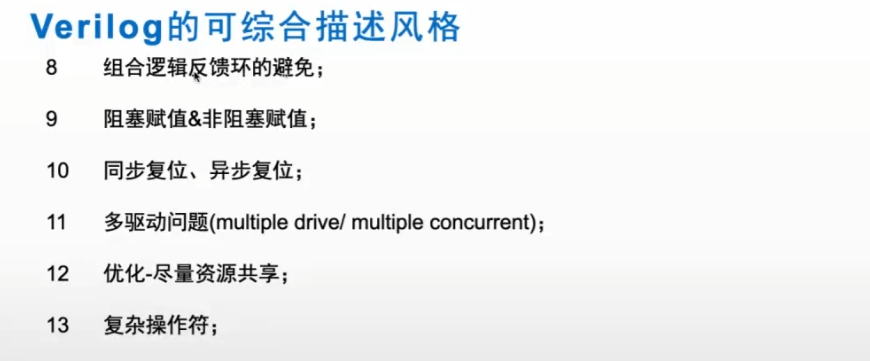 Verilog的可综合描述风格
8 组合逻辑反馈环的避免；
9 阻塞赋值&非阻塞赋值；
10 同步复位、异步复位；
11 多驱动问题(multiple drive/ multiple concurrent)；
12 优化-尽量资源共享；
13 复杂操作符；